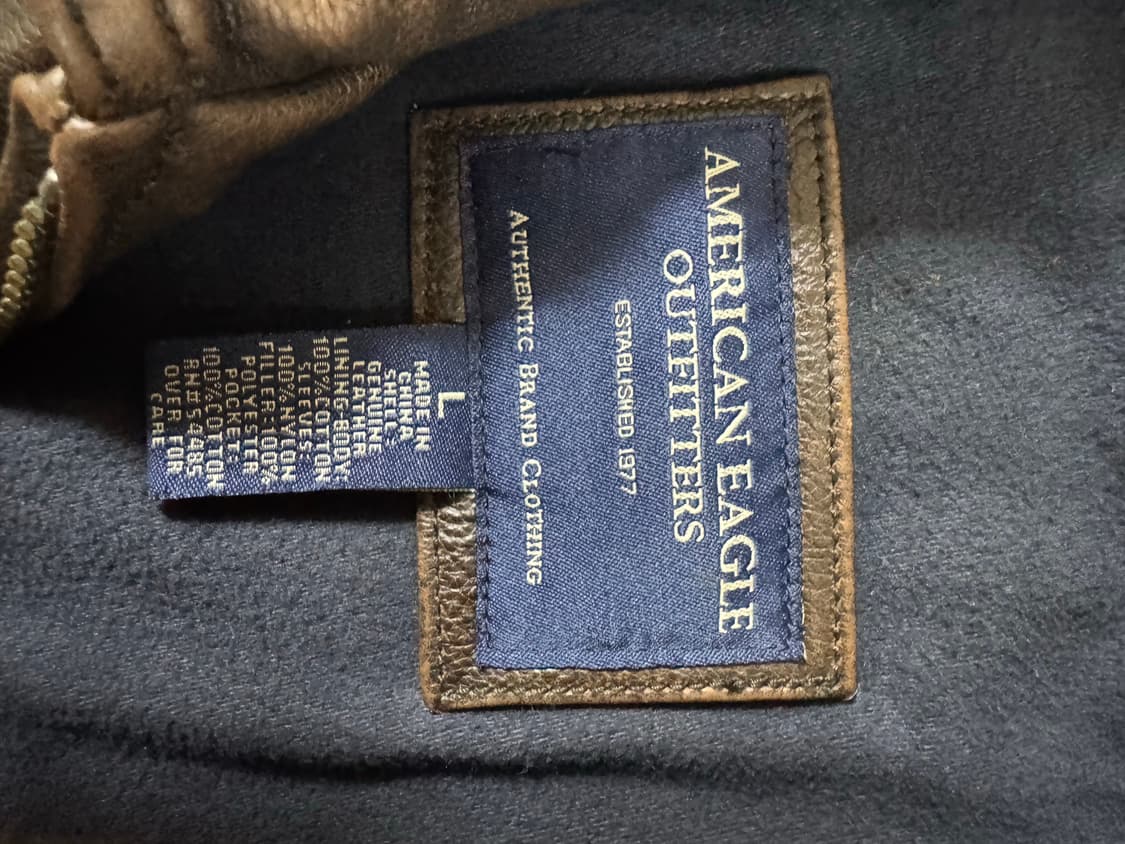 AMERICAN EAGLE
OUTFITTERS
ESTABLISHED 1977
AUTHENTIC BRAND CLOTHING
L
MADE IN
CHINA
SHELL:
GENUINE
LEATHER
LINING-BODY:
100% COTTON
SLEEVES:
100% NYLON
FILLER:100%
POLYESTER
POCKET:
100%COTTON
RN#54485
OVER FOR
CARE